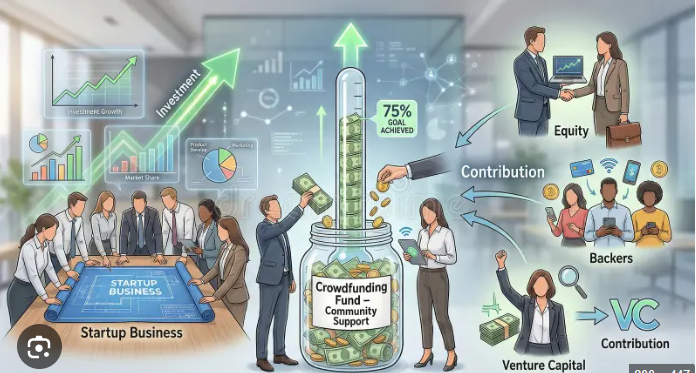 Investment Growth
Investment
Market Share
STARTUP
BUSINESS
Startup Business
75%
GOAL
ACHIEVED
Crowdfunding
Fund –
Community
Support
Equity
Contribution
Backers
VC
Contribution
Venture Capital